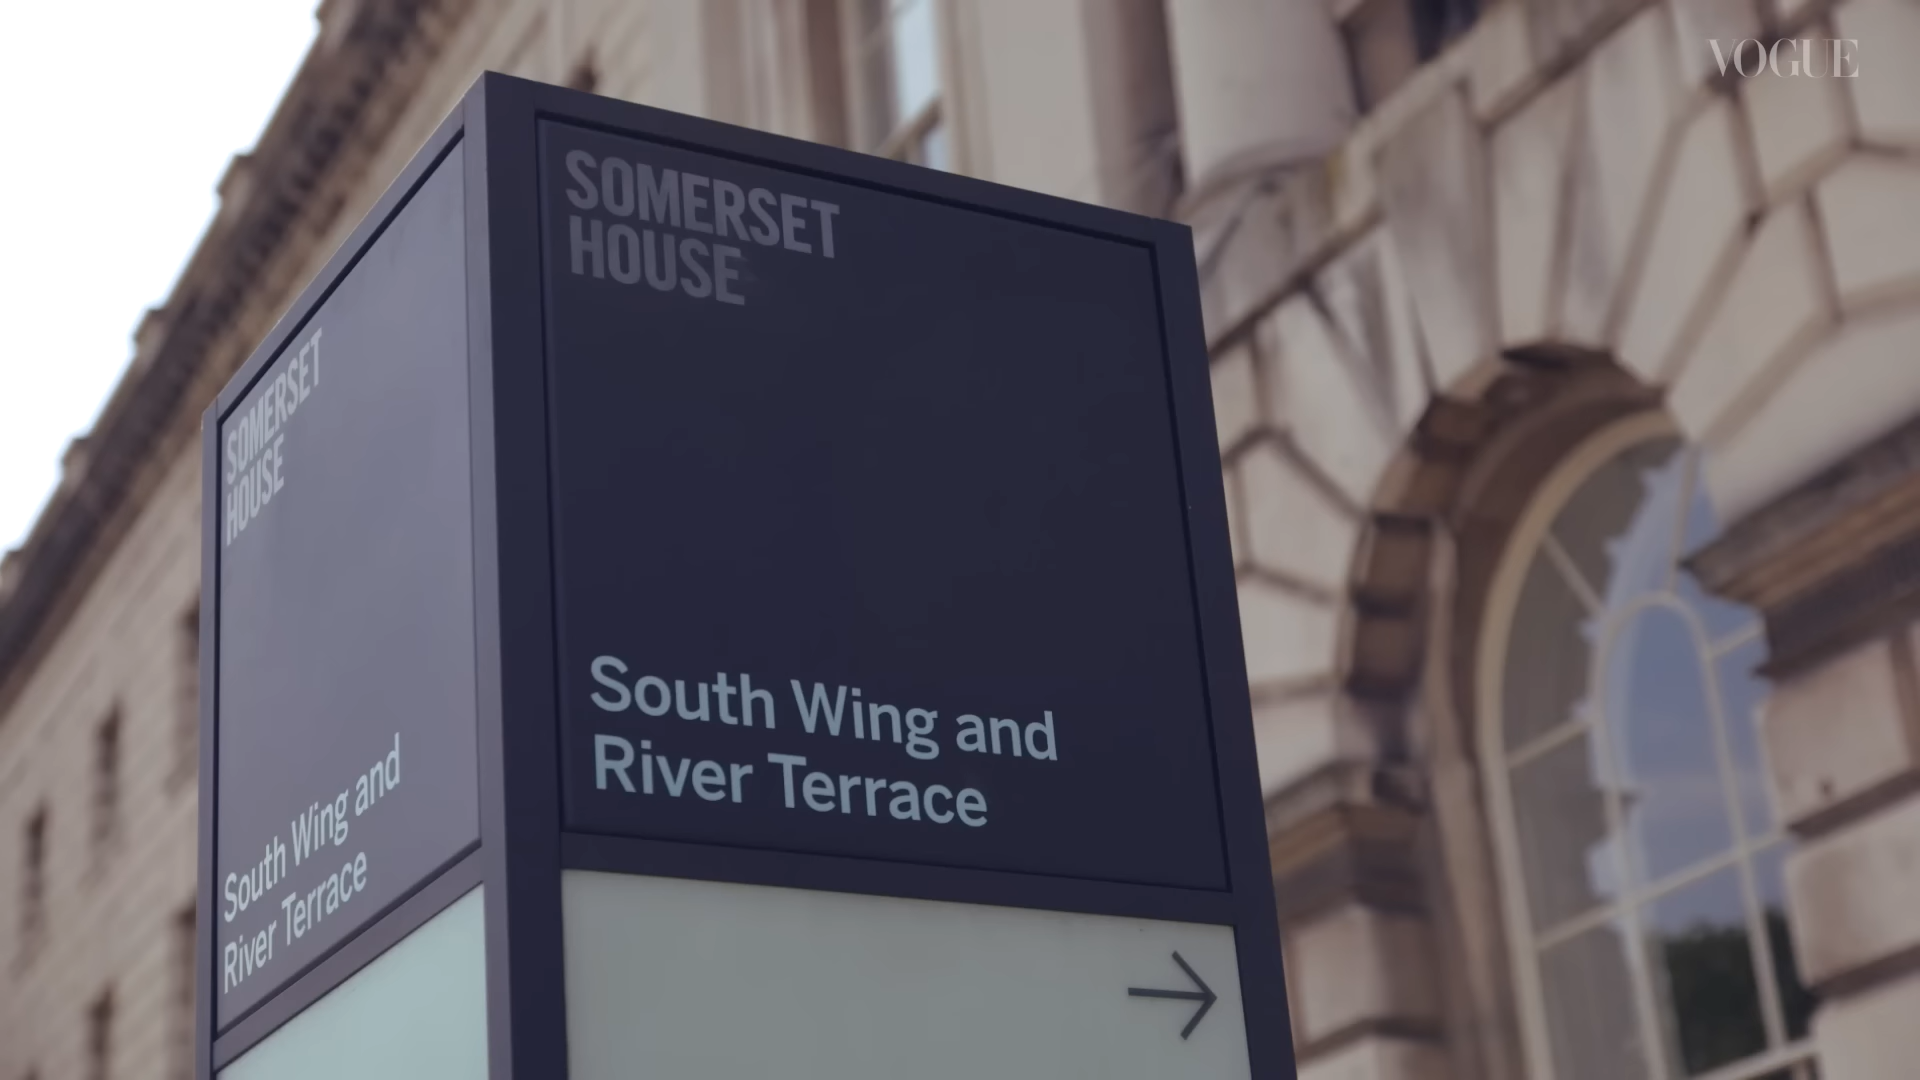 VOGUE
SOMERSET
HOUSE
South Wing and
River Terrace
SOMERSET
HOUSE
South Wing and
River Terrace